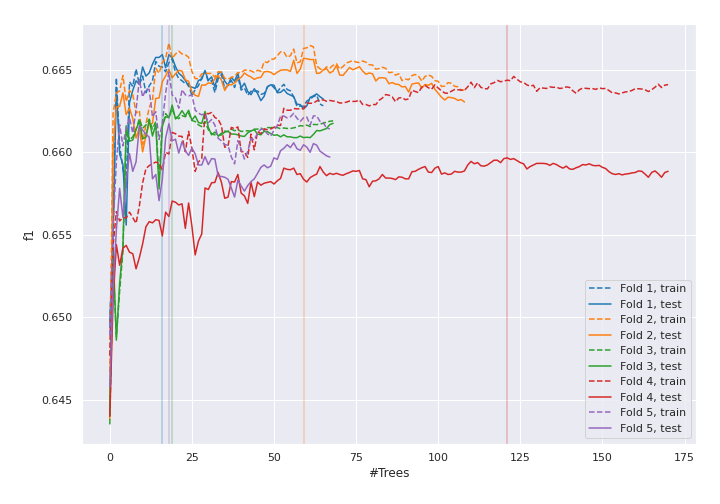 0.665
0.660
0.655
0.650
0.645
f1
0
25
50
75
100
125
150
175
#Trees
Fold 1, train
Fold 1, test
Fold 2, train
Fold 2, test
Fold 3, train
Fold 3, test
Fold 4, train
Fold 4, test
Fold 5, train
Fold 5, test